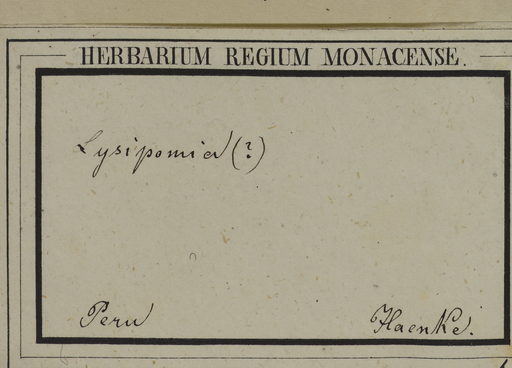 HERBARIUM REGIUM MONACENSE.
Lysipomia (?)
Peru
Haenke.